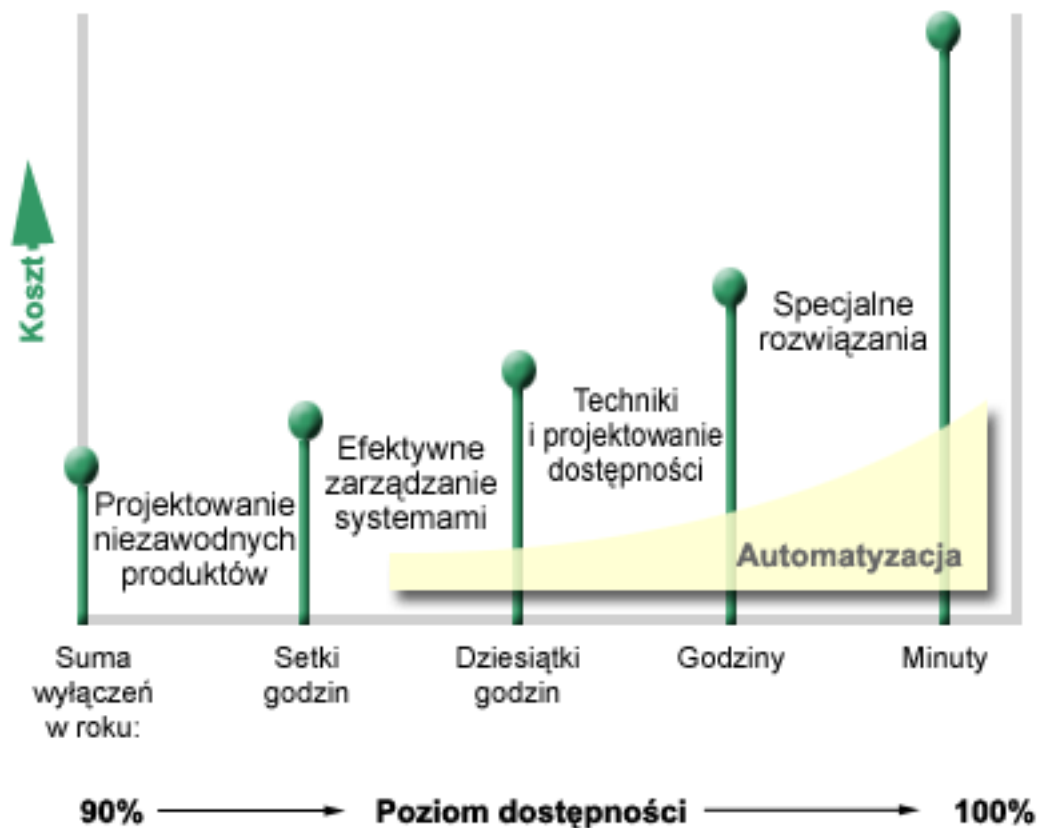 Koszt
Projektowanie
niezawodnych
produktów
Efektywne
zarządzanie
systemami
Techniki
i projektowanie
dostępności
Specjalne
rozwiązania
Automatyzacja
Suma
wyłączeń
w roku:
Setki
godzin
Dziesiątki
godzin
Godziny
Minuty
90% Poziom dostępności 100%